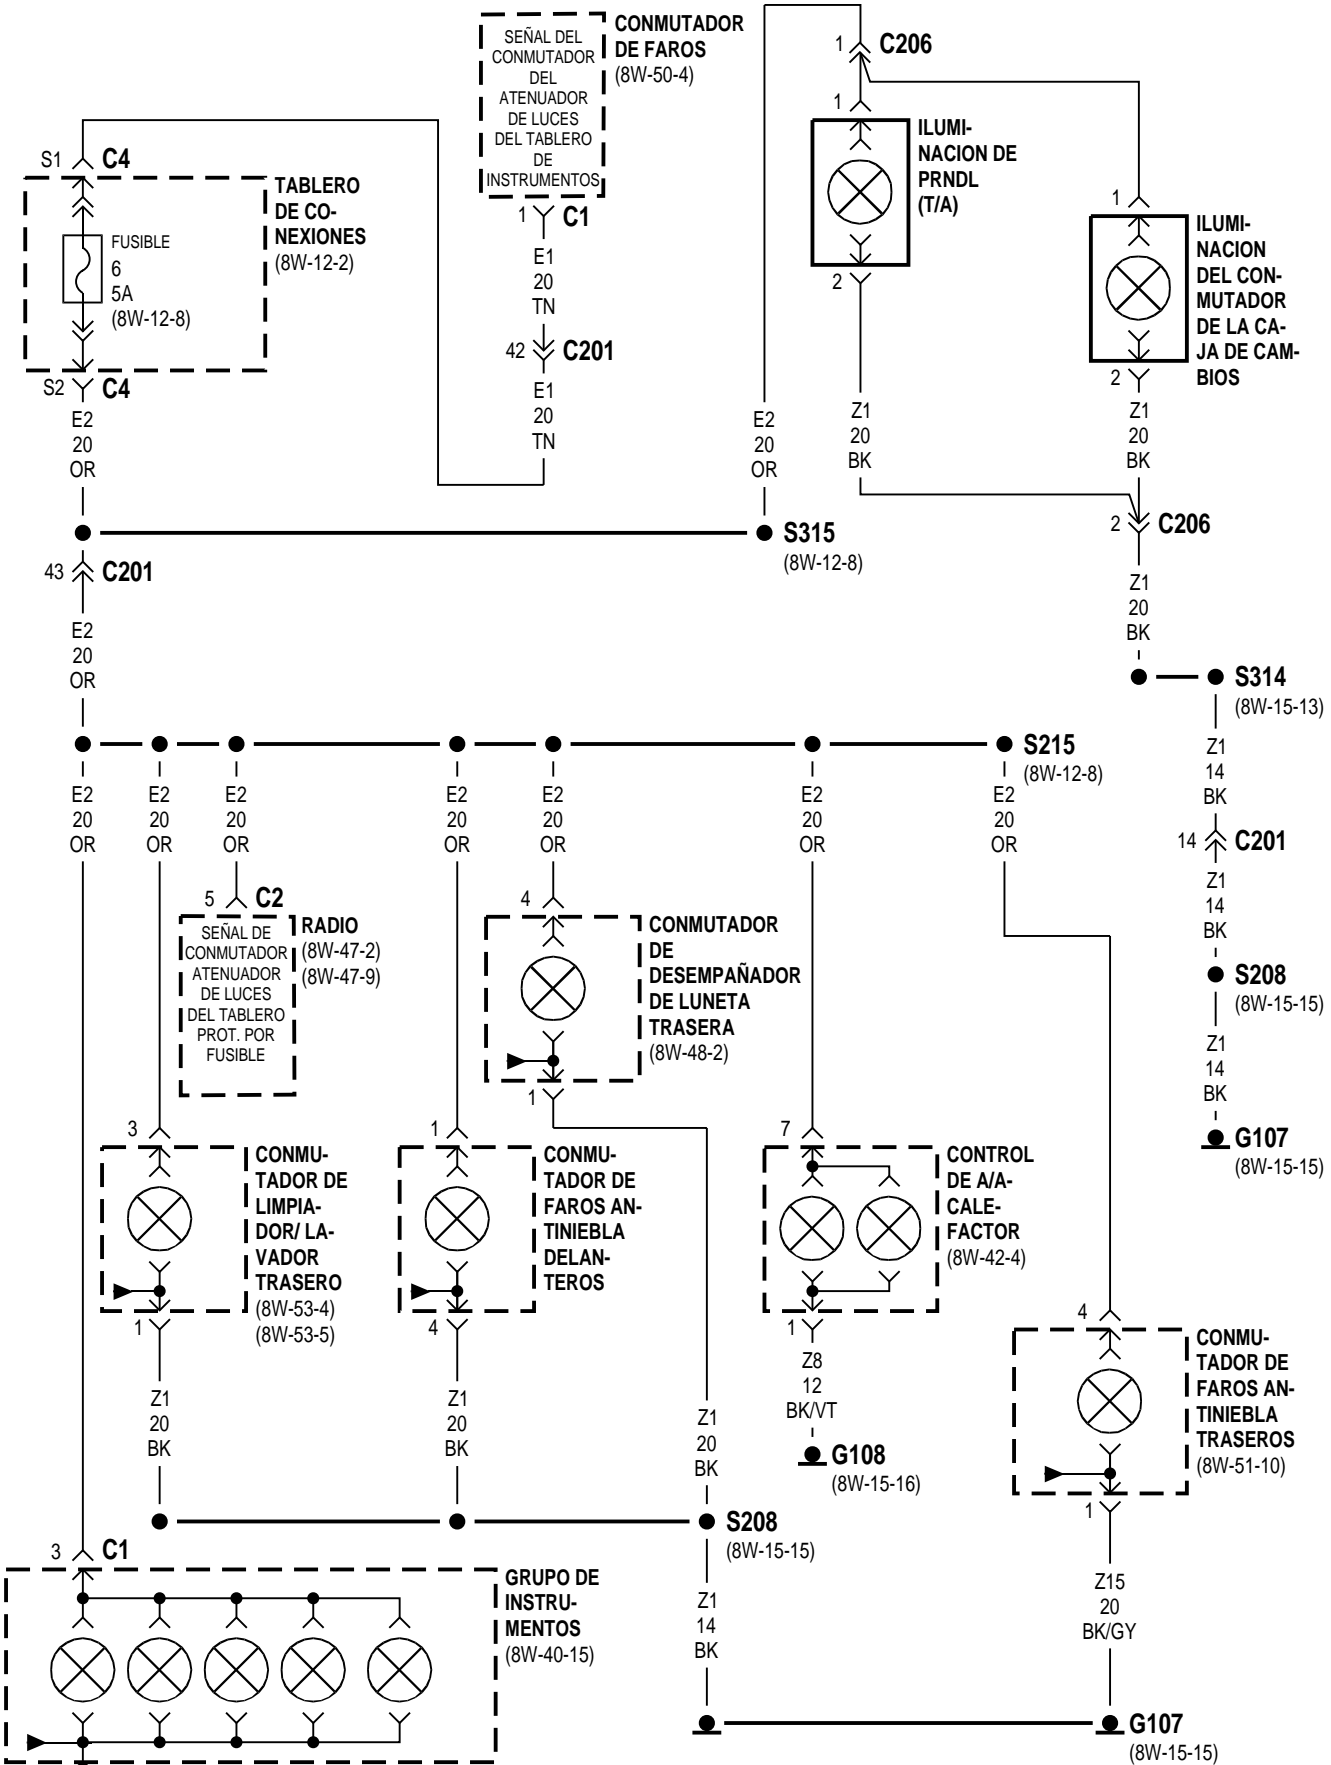 SEÑAL DEL
CONMUTADOR
DEL
ATENUADOR
DE LUCES
DEL TABLERO
DE
INSTRUMENTOS
CONMUTADOR
DE FAROS
(8W-50-4)
1
C1
E1
20
TN
42
C201
E1
20
TN
S1
C4
TABLERO
DE CO-
NEXIONES
(8W-12-2)
FUSIBLE
6
5A
(8W-12-8)
S2
C4
E2
20
OR
1
C206
1
ILUMI-
NACION DE
PRNDL
(T/A)
2
1
ILUMI-
NACION
DEL CON-
MUTADOR
DE LA CA-
JA DE CAM-
BIOS
2
E2
20
OR
Z1
20
BK
Z1
20
BK
S315
(8W-12-8)
2
C206
43
C201
E2
20
OR
Z1
20
BK
S314
(8W-15-13)
S215
(8W-12-8)
Z1
14
BK
E2
20
OR
E2
20
OR
E2
20
OR
E2
20
OR
E2
20
OR
E2
20
OR
E2
20
OR
14
C201
Z1
14
BK
S208
(8W-15-15)
Z1
14
BK
G107
(8W-15-15)
5
C2
SEÑAL DE
CONMUTADOR
ATENUADOR
DE LUCES
DEL TABLERO
PROT. POR
FUSIBLE
RADIO
(8W-47-2)
(8W-47-9)
4
CONMUTADOR
DE
DESEMPAÑADOR
DE LUNETA
TRASERA
(8W-48-2)
1
3
CONMU-
TADOR DE
LIMPIA-
DOR/ LA-
VADOR
TRASERO
(8W-53-4)
(8W-53-5)
1
1
CONMU-
TADOR DE
FAROS AN-
TINIEBLA
DELAN-
TEROS
4
7
CONTROL
DE A/A-
CALE-
FACTOR
(8W-42-4)
1
Z8
12
BK/VT
G108
(8W-15-16)
4
CONMU-
TADOR DE
FAROS AN-
TINIEBLA
TRASEROS
(8W-51-10)
1
Z1
20
BK
Z1
20
BK
Z1
20
BK
S208
(8W-15-15)
3
C1
GRUPO DE
INSTRU-
MENTOS
(8W-40-15)
Z1
14
BK
Z15
20
BK/GY
G107
(8W-15-15)